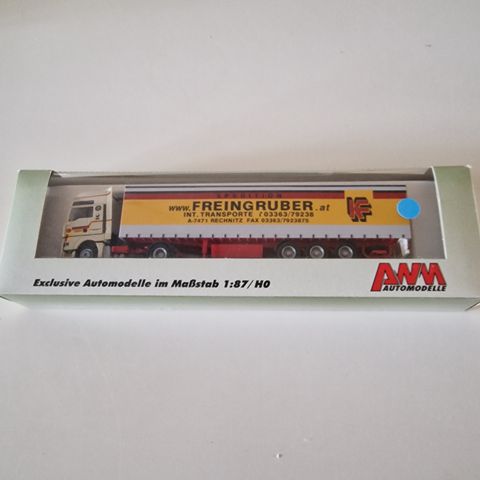 SPEDITION
www.FREINGRUBER.at
INT. TRANSPORTE ✆ 03363/79238
A-7471 RECHNITZ FAX 03363/7923875
Exclusive Automodelle im Maßstab 1:87/H0
AWM
AUTOMODELLE